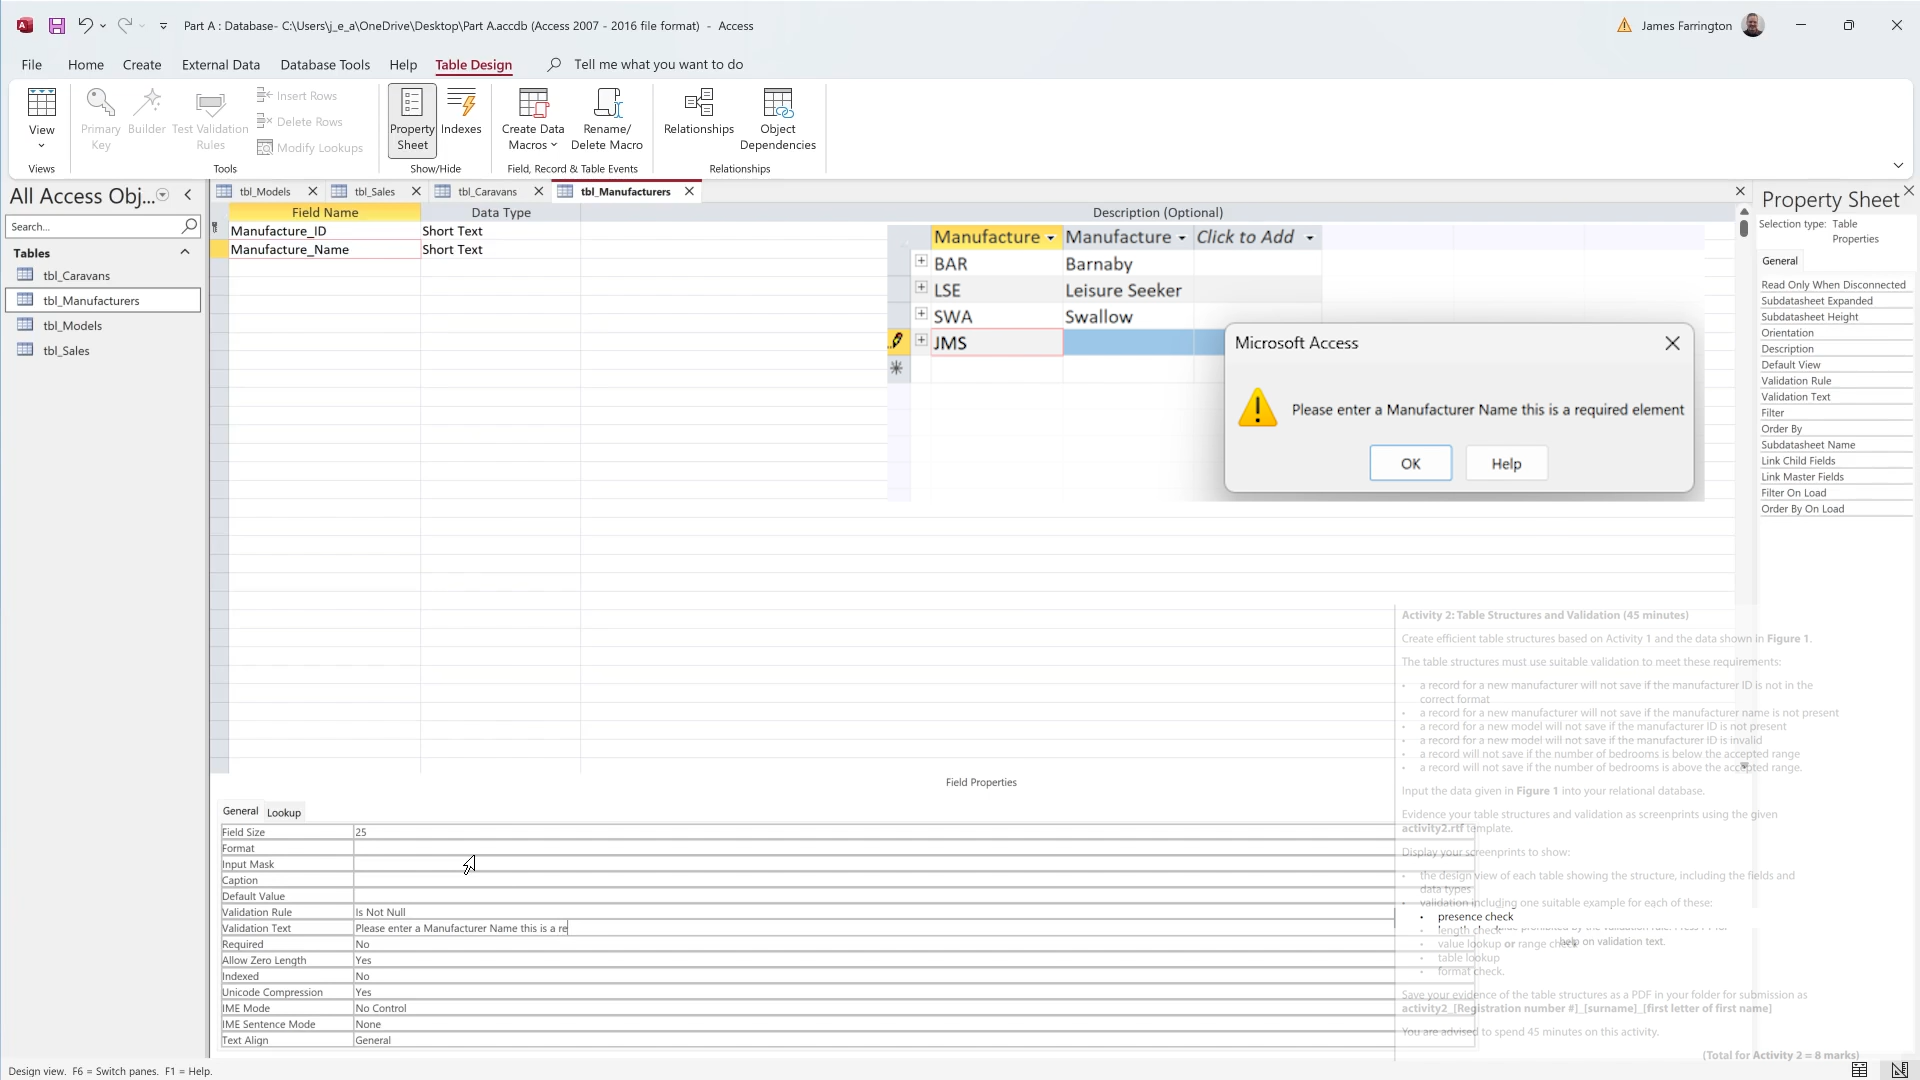 Part A : Database- C:\Users\j_e_a\OneDrive\Desktop\Part A.accdb (Access 2007 - 2016 file format) - Access
James Farrington
File Home Create External Data Database Tools Help Table Design Tell me what you want to do
View
Primary Key
Builder
Test Validation Rules
Insert Rows
Delete Rows
Modify Lookups
Property Sheet
Indexes
Create Data Macros
Rename/ Delete Macro
Relationships
Object Dependencies
Views Tools Show/Hide Field, Record & Table Events Relationships
All Access Obj...
Search...
Tables
tbl_Caravans
tbl_Manufacturers
tbl_Models
tbl_Sales
tbl_Models tbl_Sales tbl_Caravans tbl_Manufacturers
Field Name Data Type Description (Optional)
Manufacture_ID Short Text
Manufacture_Name Short Text
Manufacture Manufacture Click to Add
BAR Barnaby
LSE Leisure Seeker
SWA Swallow
JMS
Microsoft Access
Please enter a Manufacturer Name this is a required element
OK Help
Property Sheet
Selection type: Table Properties
General
Read Only When Disconnected
Subdatasheet Expanded
Subdatasheet Height
Orientation
Description
Default View
Validation Rule
Validation Text
Filter
Order By
Subdatasheet Name
Link Child Fields
Link Master Fields
Filter On Load
Order By On Load
Field Properties
General Lookup
Field Size 25
Format
Input Mask
Caption
Default Value
Validation Rule Is Not Null
Validation Text Please enter a Manufacturer Name this is a re
Required No
Allow Zero Length Yes
Indexed No
Unicode Compression Yes
IME Mode No Control
IME Sentence Mode None
Text Align General
Activity 2: Table Structures and Validation (45 minutes)
Create efficient table structures based on Activity 1 and the data shown in Figure 1.
The table structures must use suitable validation to meet these requirements:
• a record for a new manufacturer will not save if the manufacturer ID is not in the
correct format
• a record for a new manufacturer will not save if the manufacturer name is not present
• a record for a new model will not save if the manufacturer ID is not present
• a record for a new model will not save if the manufacturer ID is invalid
• a record will not save if the number of bedrooms is below the accepted range
• a record will not save if the number of bedrooms is above the accepted range.
Input the data given in Figure 1 into your relational database.
Evidence your table structures and validation as screenprints using the given
activity2.rtf template.
Display your screenprints to show:
• the design view of each table showing the structure, including the fields and
data types
• validation including one suitable example for each of these:
• presence check
• length check
prohibited by the validation rule.
• value lookup or range check
help on validation text.
• table lookup
• format check.
Save your evidence of the table structures as a PDF in your folder for submission as
activity2_[Registration number #]_[surname]_[first letter of first name]
You are advised to spend 45 minutes on this activity.
(Total for Activity 2 = 8 marks)
Design view. F6 = Switch panes. F1 = Help.